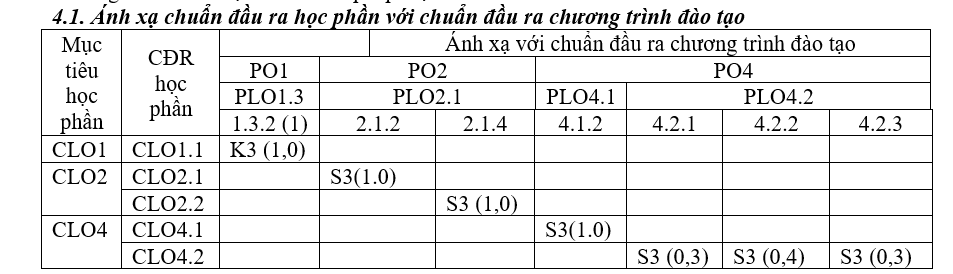 4.1. Ánh xạ chuẩn đầu ra học phần với chuẩn đầu ra chương trình đào tạo
Mục tiêu học phần CĐR học phần Ánh xạ với chuẩn đầu ra chương trình đào tạo
PO1 PO2 PO4
PLO1.3 PLO2.1 PLO4.1 PLO4.2
1.3.2 (1) 2.1.2 2.1.4 4.1.2 4.2.1 4.2.2 4.2.3
CLO1 CLO1.1 K3 (1,0)
CLO2 CLO2.1 S3(1.0)
CLO2.2 S3 (1,0)
CLO4 CLO4.1 S3(1.0)
CLO4.2 S3 (0,3) S3 (0,4) S3 (0,3)